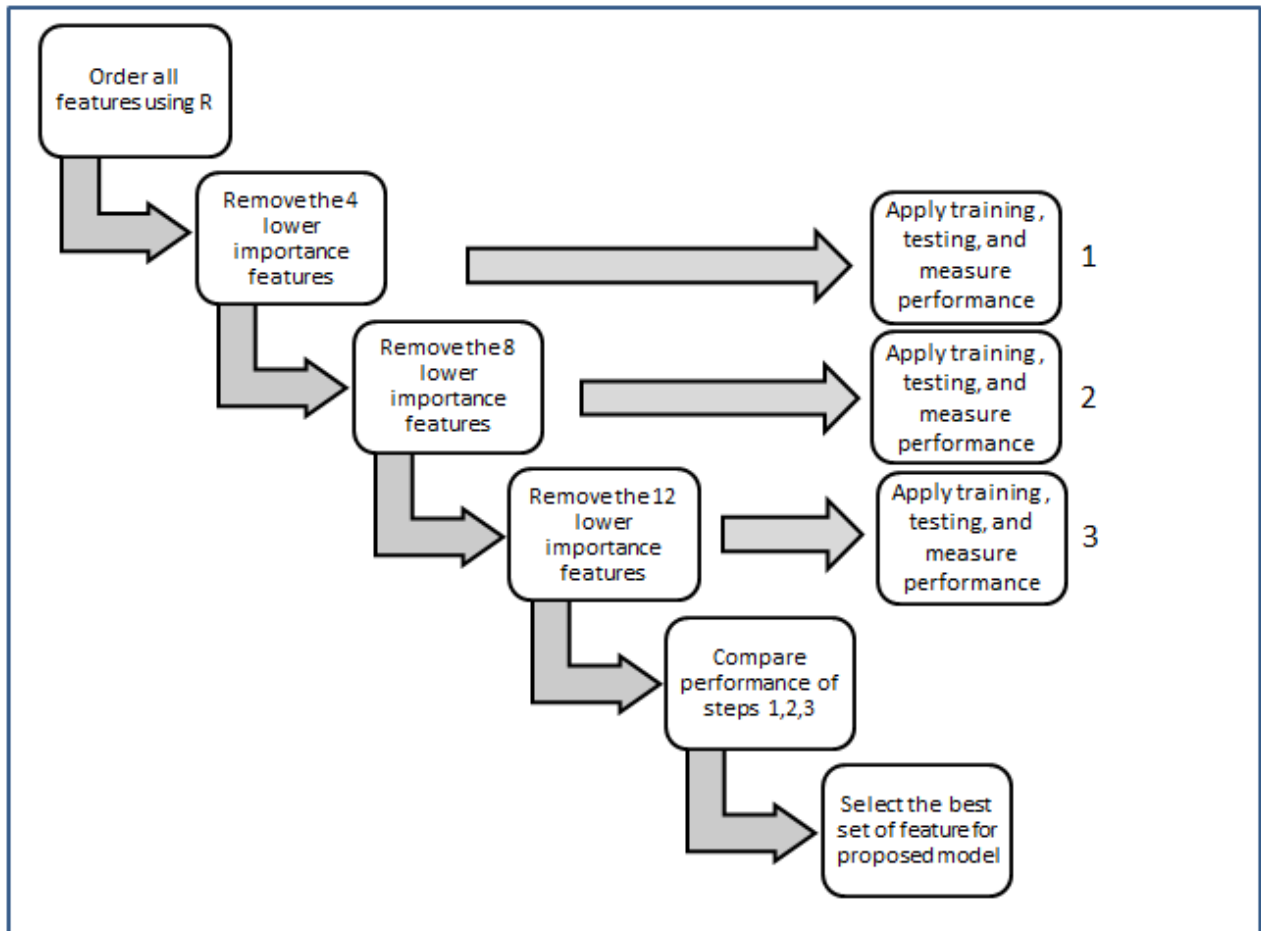 Order all
features using R
Remove the 4
lower
importance
features
Apply training,
testing, and
measure
performance
1
Remove the 8
lower
importance
features
Apply training,
testing, and
measure
performance
2
Remove the 12
lower
importance
features
Apply training,
testing, and
measure
performance
3
Compare
performance of
steps 1,2,3
Select the best
set of feature for
proposed model